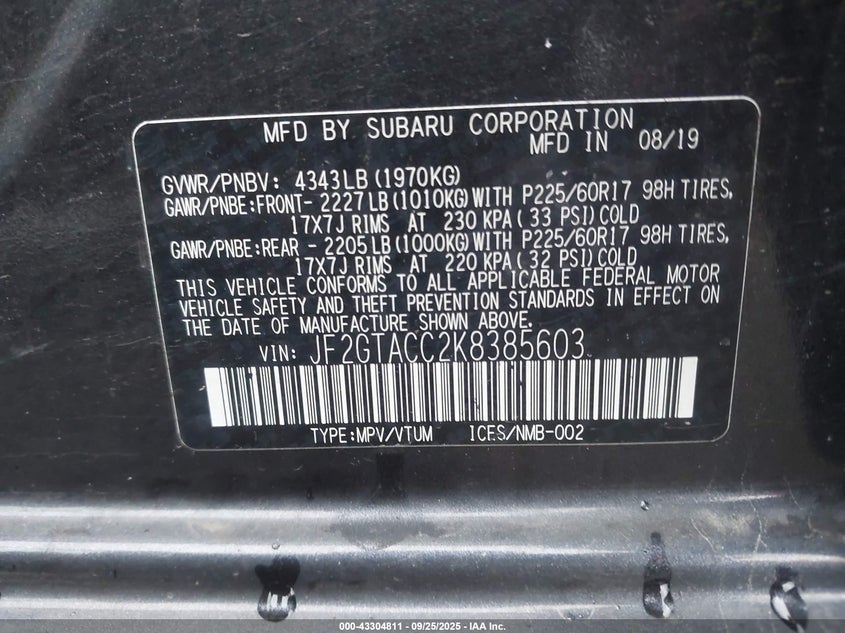 MFD BY SUBARU CORPORATION
MFD IN 08/19
GVWR/PNBV: 4343LB (1970KG)
GAWR/PNBE:FRONT- 2227LB (1010KG) WITH P225/60R17 98H TIRES,
17X7J RIMS AT 230 KPA( 33 PSI) COLD
GAWR/PNBE:REAR - 2205LB (1000KG) WITH P225/60R17 98H TIRES,
17X7J RIMS AT 220 KPA( 32 PSI) COLD
THIS VEHICLE CONFORMS TO ALL APPLICABLE FEDERAL MOTOR
VEHICLE SAFETY AND THEFT PREVENTION STANDARDS IN EFFECT ON
THE DATE OF MANUFACTURE SHOWN ABOVE.
VIN: JF2GTACC2K8385603
TYPE:MPV/VTUM ICES/NMB-002
000-43304811 - 09/25/2025 - IAA Inc.